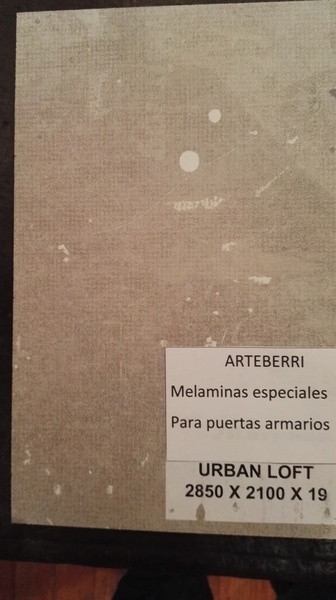 ARTEBERRI
Melaminas especiales
Para puertas armarios
URBAN LOFT
2850 X 2100 X 19